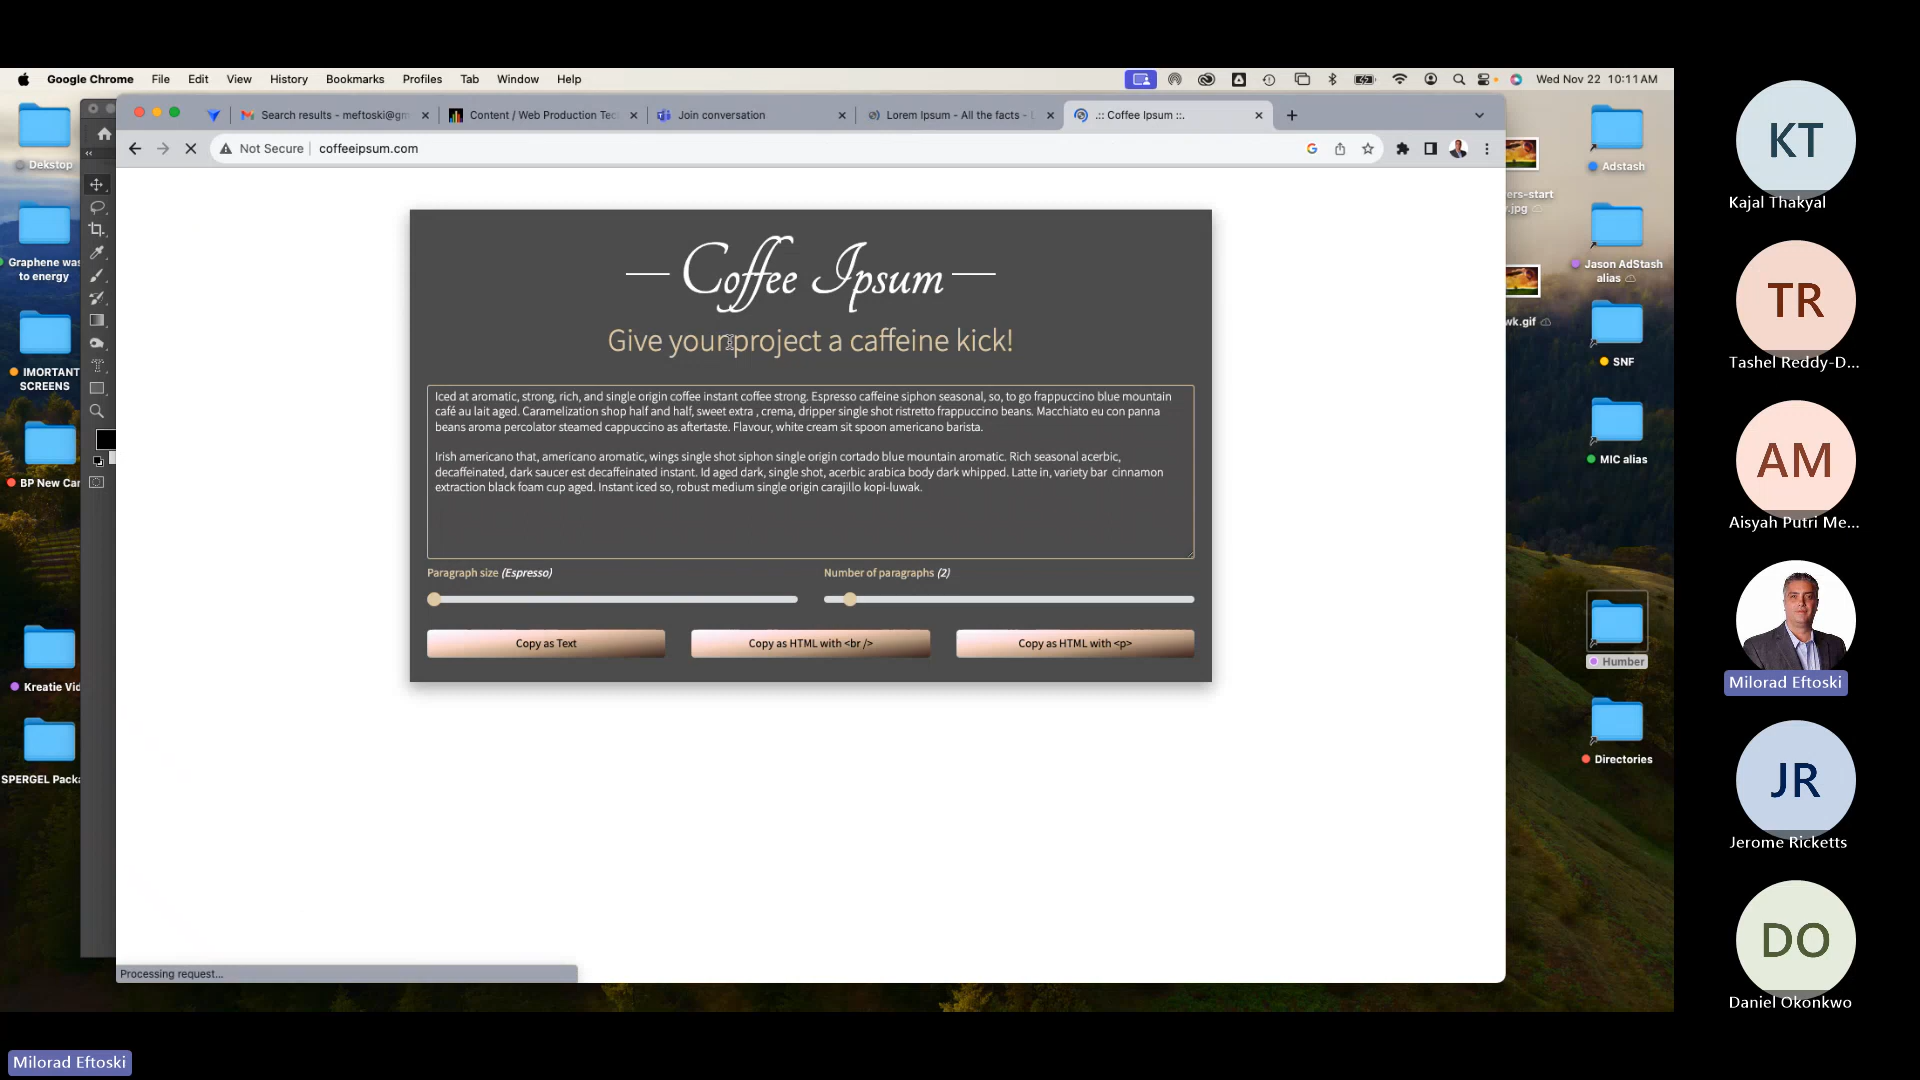 Google Chrome File Edit View History Bookmarks Profiles Tab Window Help
Wed Nov 22 10:11 AM
Search results - meftoski@gm
Content / Web Production Tec
Join conversation
Lorem Ipsum - All the facts -
.:: Coffee Ipsum ::.
Not Secure
coffeeipsum.com
Coffee Ipsum
Give your project a caffeine kick!
Iced at aromatic, strong, rich, and single origin coffee instant coffee strong. Espresso caffeine siphon seasonal, so, to go frappuccino blue mountain
café au lait aged. Caramelization shop half and half, sweet extra , crema, dripper single shot ristretto frappuccino beans. Macchiato eu con panna
beans aroma percolator steamed cappuccino as aftertaste. Flavour, white cream sit spoon americano barista.
Irish americano that, americano aromatic, wings single shot siphon single origin cortado blue mountain aromatic. Rich seasonal acerbic,
decaffeinated, dark saucer est decaffeinated instant. Id aged dark, single shot, acerbic arabica body dark whipped. Latte in, variety bar cinnamon
extraction black foam cup aged. Instant iced so, robust medium single origin carajillo kopi-luwak.
Paragraph size (Espresso)
Number of paragraphs (2)
Copy as Text
Copy as HTML with <br />
Copy as HTML with <p>
Processing request...
Dekstop
Graphene was
to energy
IMORTANT
SCREENS
BP New Car
Kreatie Vid
SPERGEL Packa
ers-start
.jpg
wk.gif
Adstash
Jason AdStash
alias
SNF
MIC alias
Humber
Directories
KT
Kajal Thakyal
TR
Tashel Reddy-D...
AM
Aisyah Putri Me...
Milorad Eftoski
JR
Jerome Ricketts
DO
Daniel Okonkwo
Milorad Eftoski